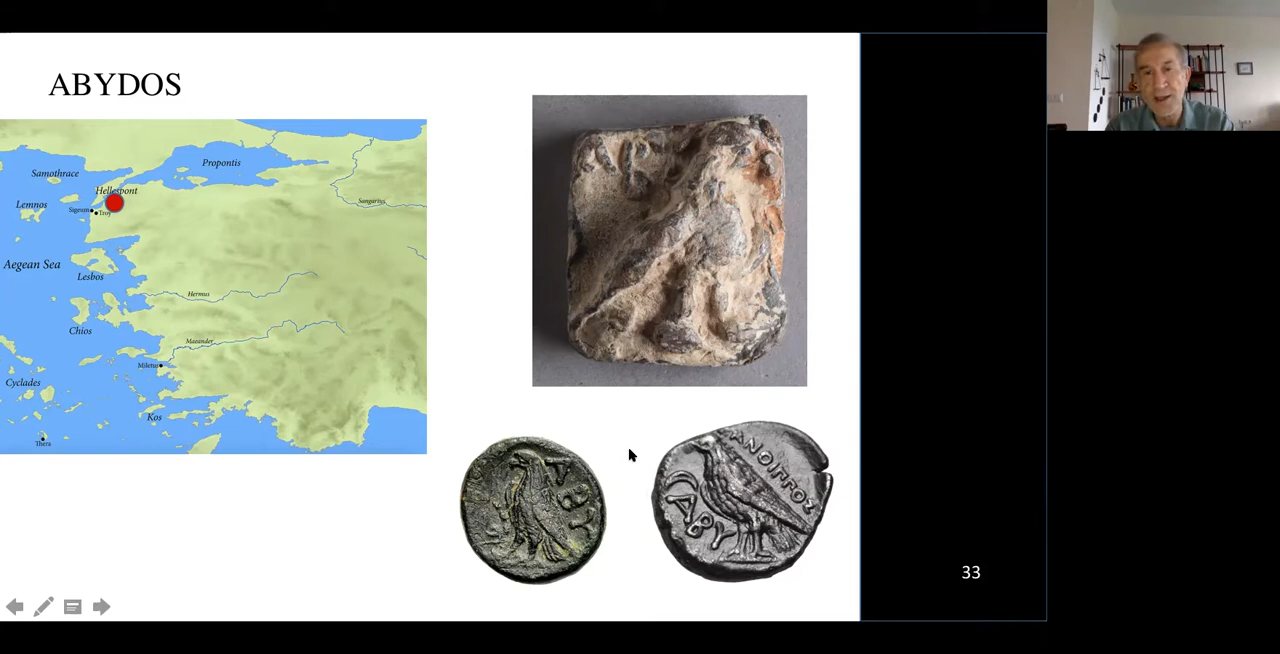 ABYDOS
Propontis
Samothrace
Hellespont
Lemnos
Sangarius
Sigeum
Troy
Aegean Sea
Lesbos
Hermus
Chios
Maeander
Miletus
Cyclades
Kos
Thera
ΑΒΥ
ΑΝΟΙΠΠΟΣ
ΑΒΥ
33